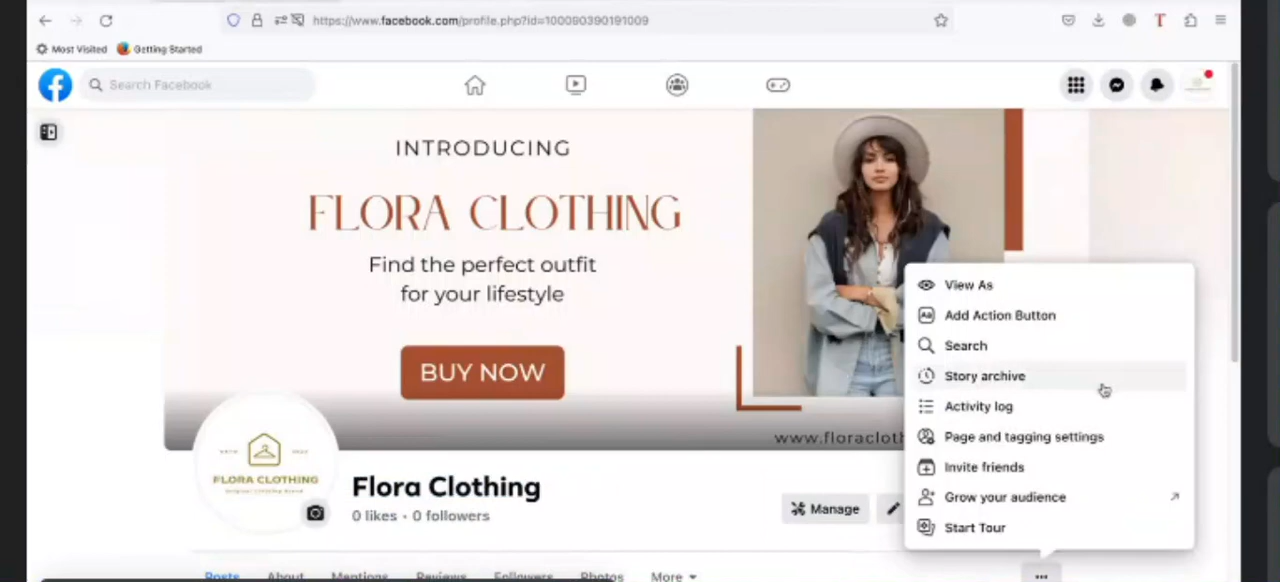 https://www.facebook.com/profile.php?id=100090390191009
Most Visited
Getting Started
Search Facebook
INTRODUCING
FLORA CLOTHING
Find the perfect outfit
for your lifestyle
BUY NOW
www.floracloth
FLORA CLOTHING
Flora Clothing
0 likes • 0 followers
Manage
View As
Add Action Button
Search
Story archive
Activity log
Page and tagging settings
Invite friends
Grow your audience
Start Tour
Posts
About
Mentions
Reviews
Followers
Photos
More